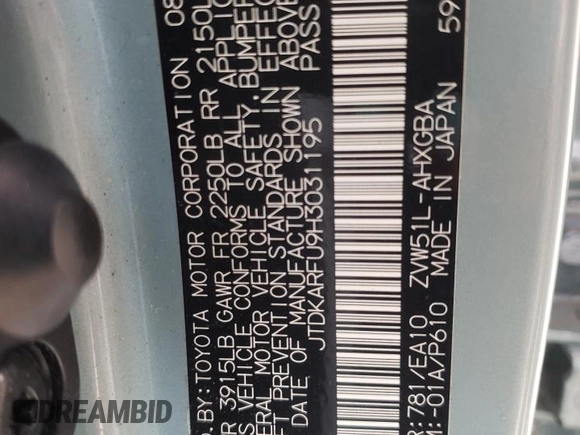 D.BY:TOYOTA MOTOR CORPORATION 08
R 3915LB GAWR FR 2250LB RR 2150L
S VEHICLE CONFORMS TO ALL APPLIC
ERAL MOTOR VEHICLE SAFETY, BUMPER
FT PREVENTION STANDARDS IN EFFEC
DATE OF MANUFACTURE SHOWN ABOVE
JTDKARFU9H3031195 PASS
R:781/EA10 ZVW51L-AHXGBA
M:-01A/P610 MADE IN JAPAN 59
DREAMBID